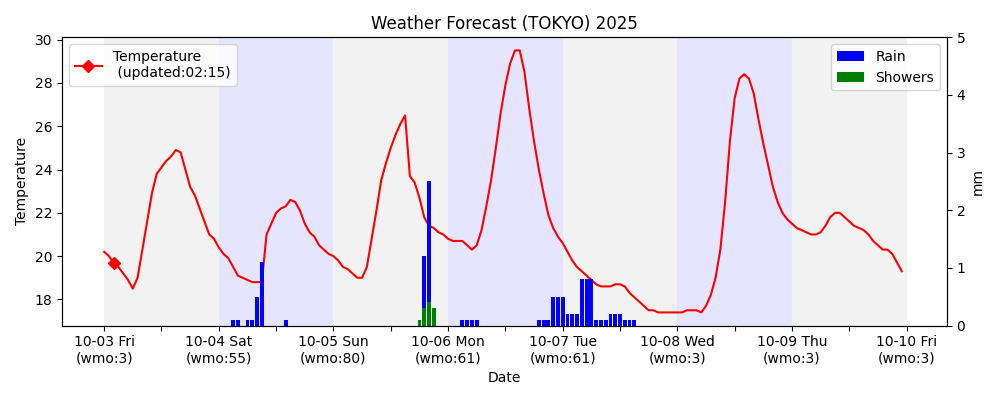 Weather Forecast (TOKYO) 2025
Temperature
(updated:02:15)
Rain
Showers
30
28
26
24
22
20
18
Temperature
5
4
3
2
1
0
mm
10-03 Fri
(wmo:3)
10-04 Sat
(wmo:55)
10-05 Sun
(wmo:80)
10-06 Mon
(wmo:61)
10-07 Tue
(wmo:61)
10-08 Wed
(wmo:3)
10-09 Thu
(wmo:3)
10-10 Fri
(wmo:3)
Date